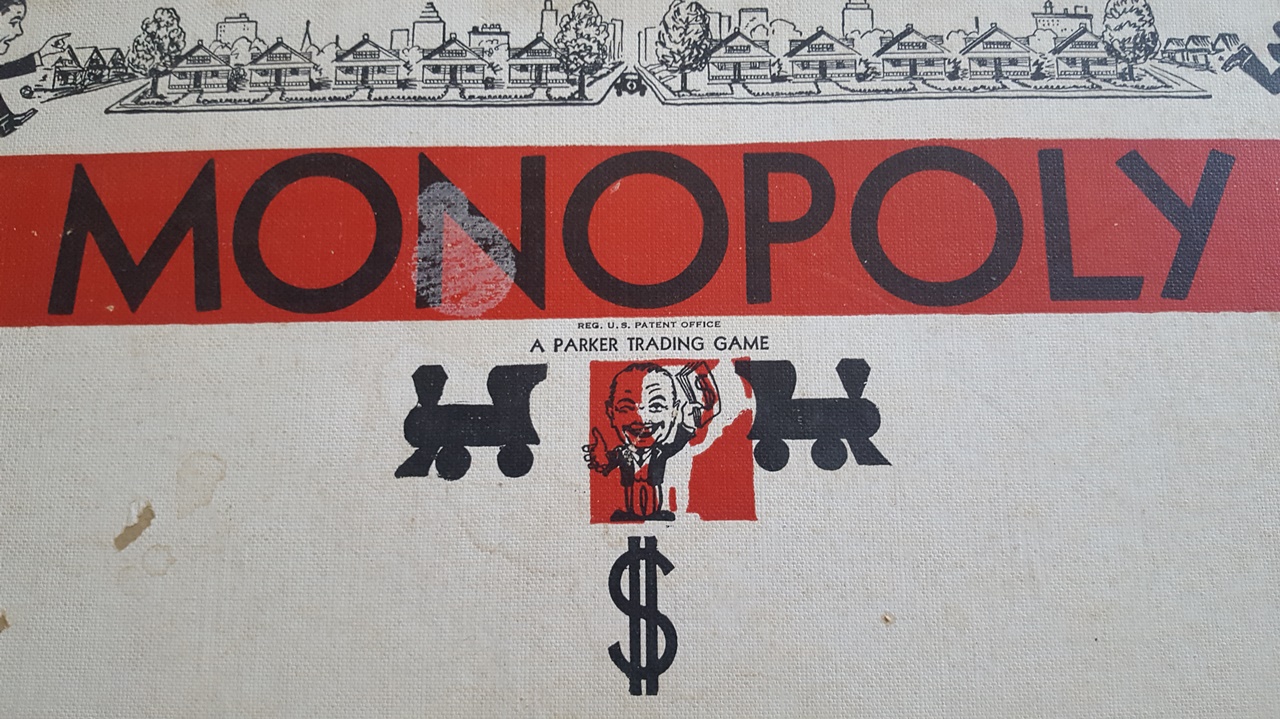 MONOPOLY
REG. U.S. PATENT OFFICE
A PARKER TRADING GAME
$
$